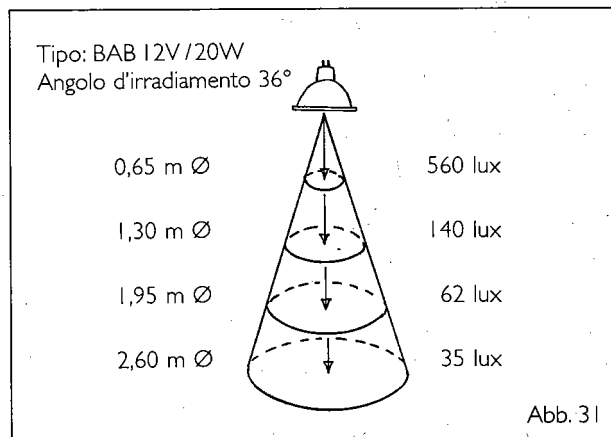 Tipo: BAB 12V/20W
Angolo d'irradiamento 36°
0,65 m Ø 560 lux
1,30 m Ø 140 lux
1,95 m Ø 62 lux
2,60 m Ø 35 lux
Abb. 31